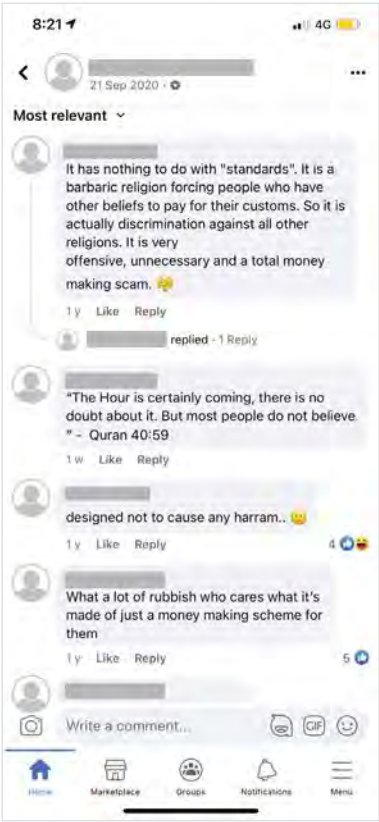 8:21
4G
21 Sep 2020
Most relevant
It has nothing to do with "standards". It is a
barbaric religion forcing people who have
other beliefs to pay for their customs. So it is
actually discrimination against all other
religions. It is very
offensive, unnecessary and a total money
making scam.
1 y Like Reply
replied · 1 Reply
"The Hour is certainly coming, there is no
doubt about it. But most people do not believe
" - Quran 40:59
1 w Like Reply
designed not to cause any harram..
1 y Like Reply 4
What a lot of rubbish who cares what it's
made of just a money making scheme for
them
1 y Like Reply 5
Write a comment...
GIF
Home Marketplace Groups Notifications Menu